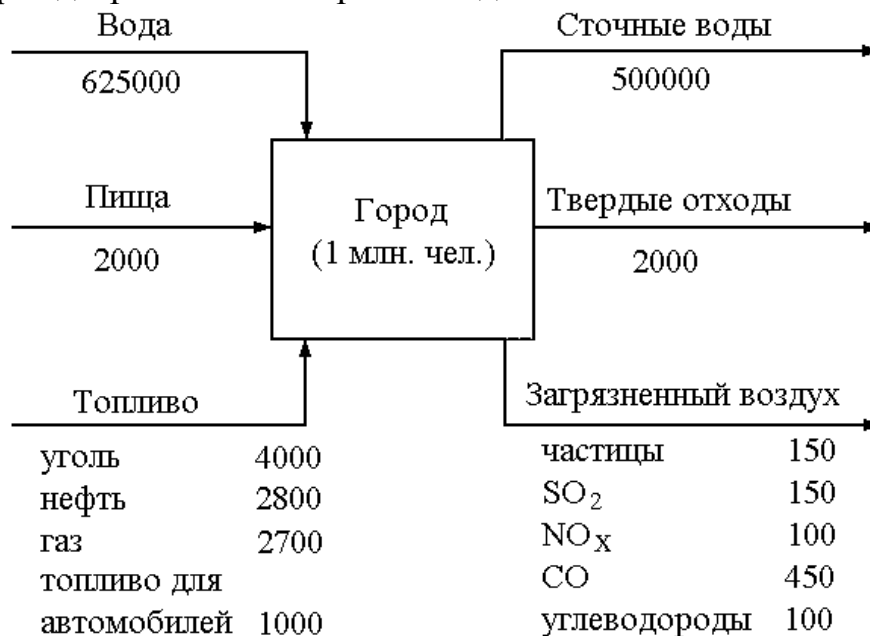 Вода
625000
Сточные воды
500000
Пища
2000
Город
(1 млн. чел.)
Твердые отходы
2000
Топливо
уголь 4000
нефть 2800
газ 2700
топливо для
автомобилей 1000
Загрязненный воздух
частицы 150
SO2 150
NOX 100
CO 450
углеводороды 100